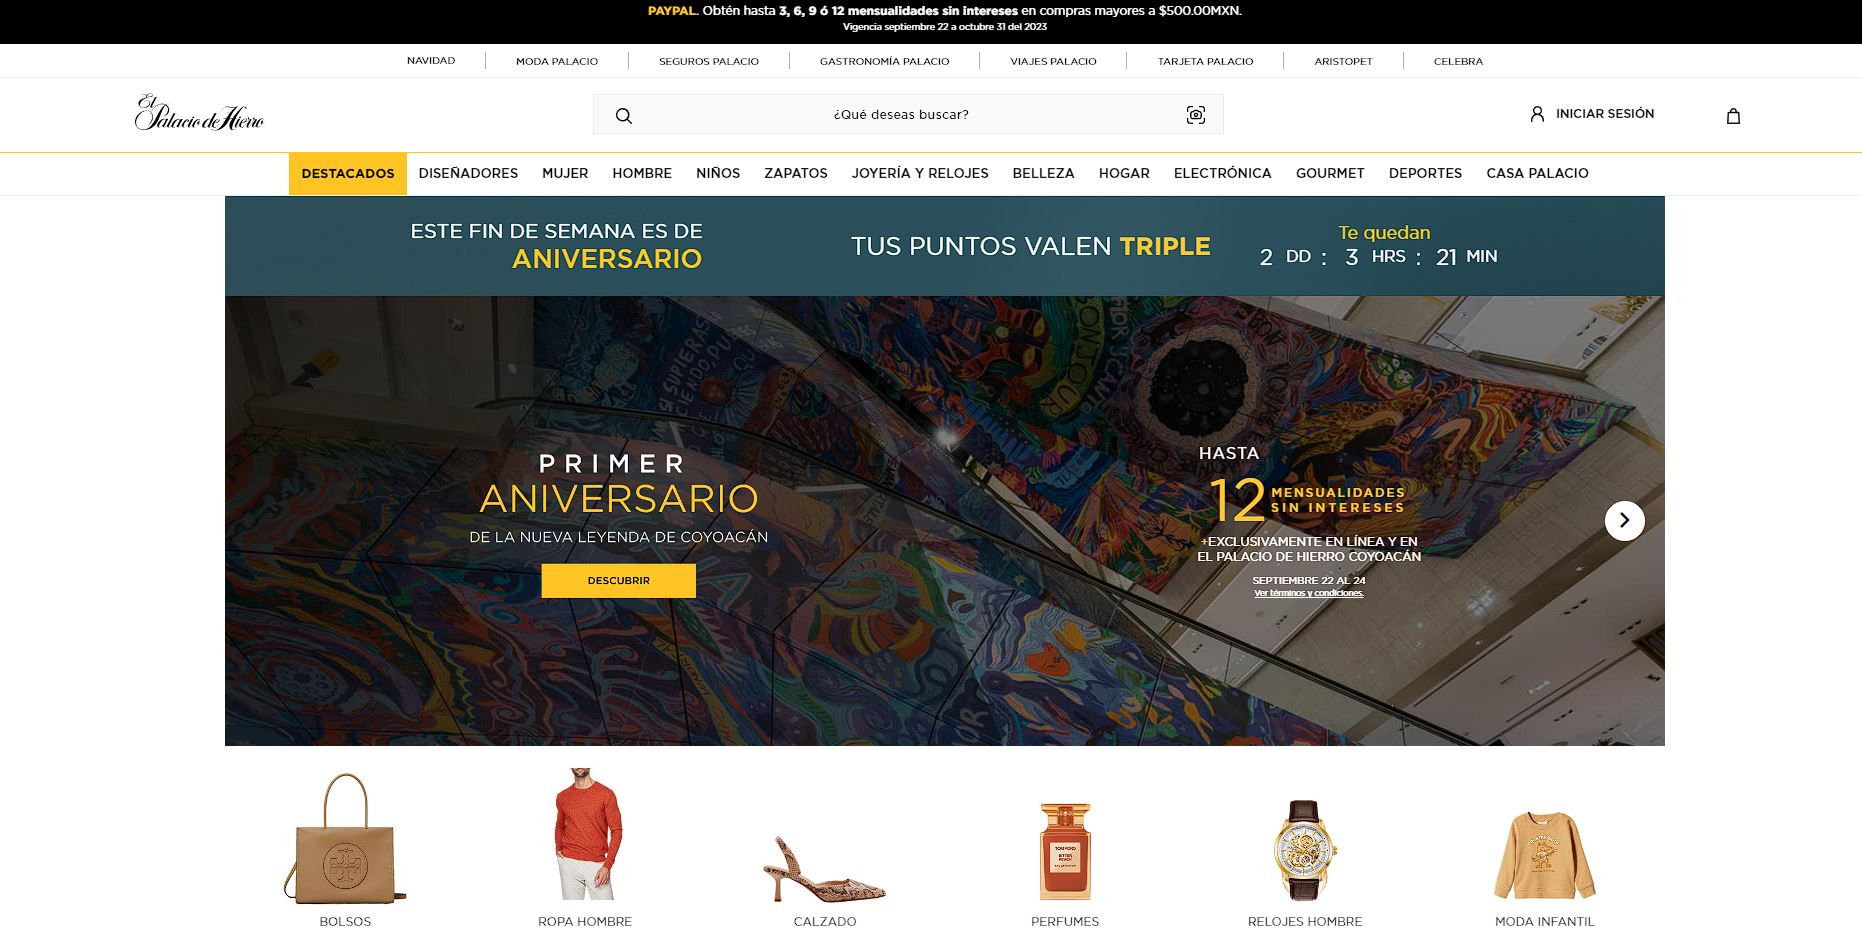 PAYPAL. Obtén hasta 3, 6, 9 ó 12 mensualidades sin intereses en compras mayores a $500.00MXN.
Vigencia septiembre 22 a octubre 31 del 2023
NAVIDAD
MODA PALACIO
SEGUROS PALACIO
GASTRONOMÍA PALACIO
VIAJES PALACIO
TARJETA PALACIO
ARISTOPET
CELEBRA
El Palacio de Hierro
¿Qué deseas buscar?
INICIAR SESIÓN
DESTACADOS
DISEÑADORES
MUJER
HOMBRE
NIÑOS
ZAPATOS
JOYERÍA Y RELOJES
BELLEZA
HOGAR
ELECTRÓNICA
GOURMET
DEPORTES
CASA PALACIO
ESTE FIN DE SEMANA ES DE
ANIVERSARIO
TUS PUNTOS VALEN TRIPLE
Te quedan
2 DD : 3 HRS : 21 MIN
PRIMER
ANIVERSARIO
DE LA NUEVA LEYENDA DE COYOACÁN
DESCUBRIR
HASTA
12 MENSUALIDADES
SIN INTERESES
+EXCLUSIVAMENTE EN LÍNEA Y EN
EL PALACIO DE HIERRO COYOACÁN
SEPTIEMBRE 22 AL 24
Ver términos y condiciones.
TOM FORD
BITTER
PEACH
BOLSOS
ROPA HOMBRE
CALZADO
PERFUMES
RELOJES HOMBRE
MODA INFANTIL